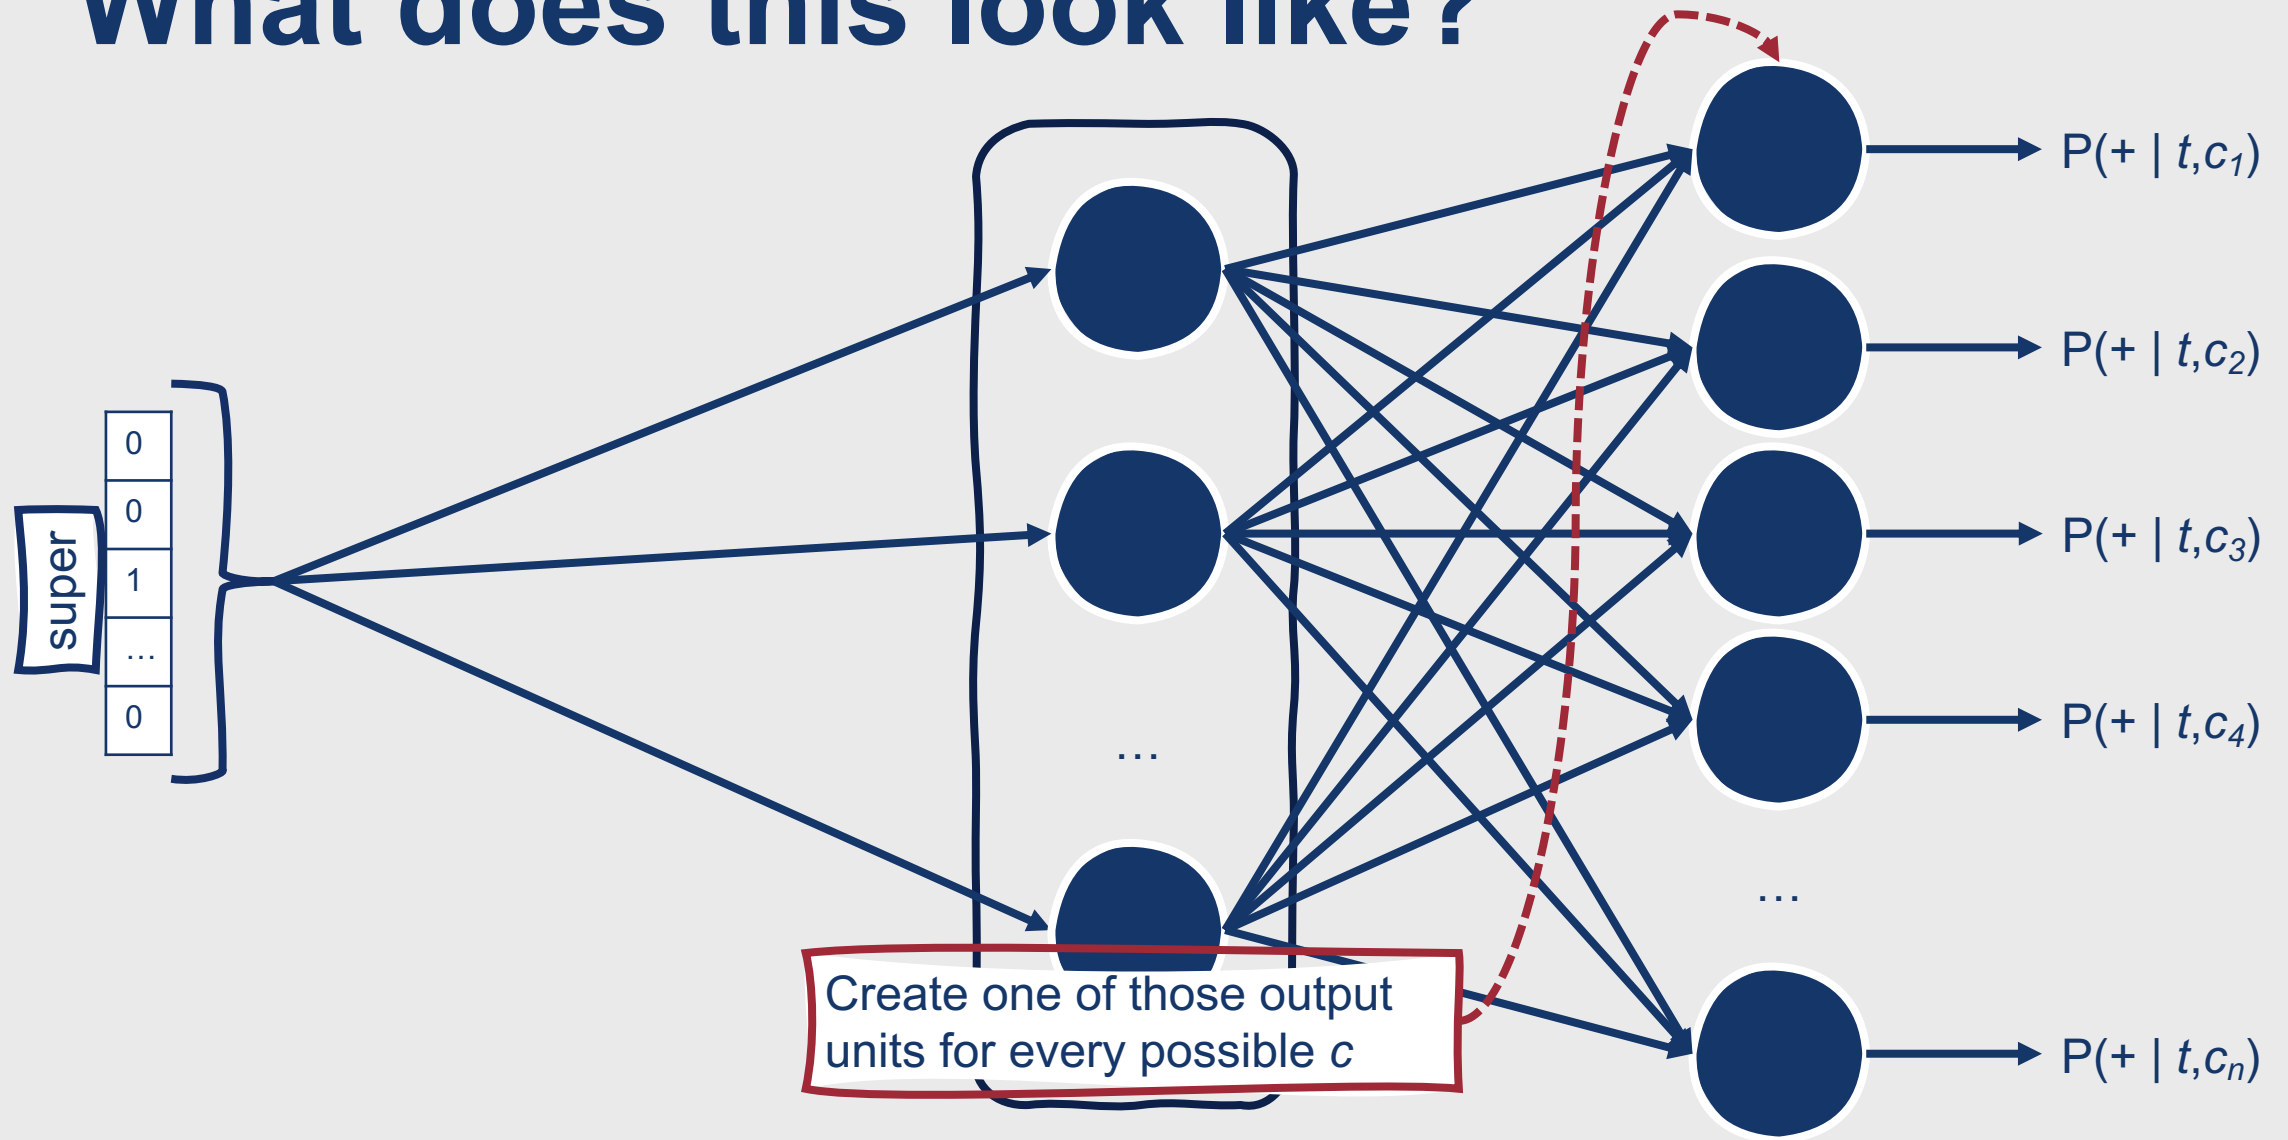 What does this look like?
super
0
0
1
...
0
...
Create one of those output
units for every possible c
P(+ | t,c1)
P(+ | t,c2)
P(+ | t,c3)
P(+ | t,c4)
...
P(+ | t,cn)